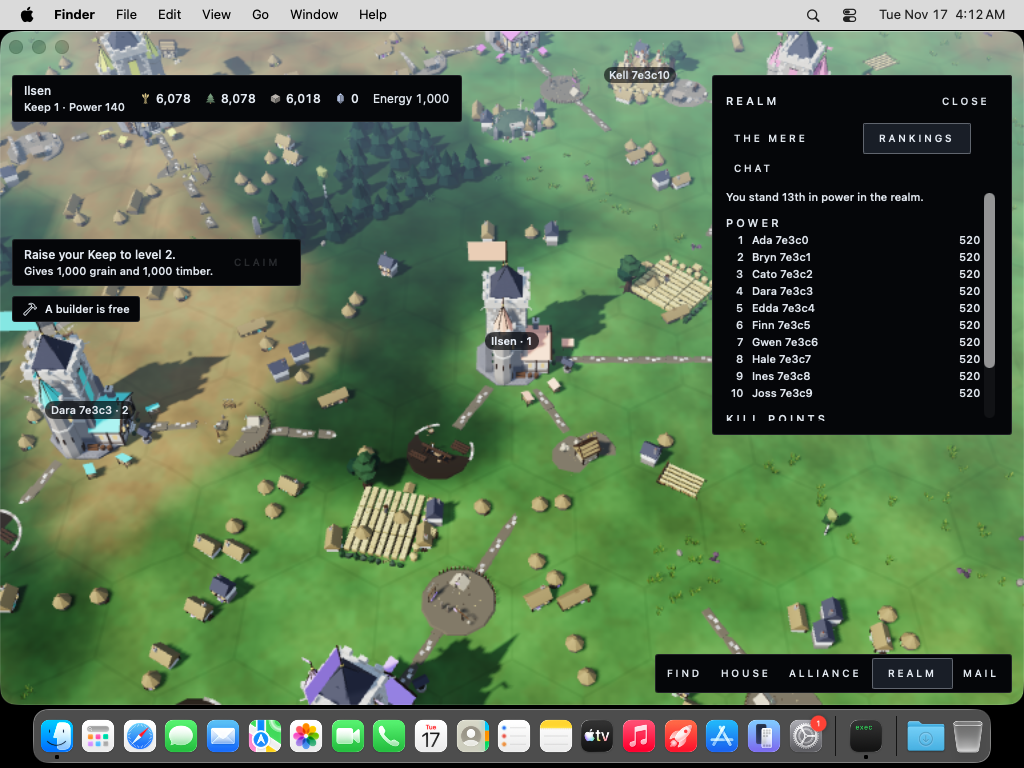 Finder File Edit View Go Window Help Tue Nov 17 4:12 AM
Kell 7e3c10
Ilsen
Keep 1 · Power 140
6,078 8,078 6,018 0 Energy 1,000
REALM CLOSE
THE MERE RANKINGS
CHAT
You stand 13th in power in the realm.
POWER
1 Ada 7e3c0 520
2 Bryn 7e3c1 520
3 Cato 7e3c2 520
4 Dara 7e3c3 520
5 Edda 7e3c4 520
6 Finn 7e3c5 520
7 Gwen 7e3c6 520
8 Hale 7e3c7 520
9 Ines 7e3c8 520
10 Joss 7e3c9 520
KILL POINTS
Raise your Keep to level 2.
Gives 1,000 grain and 1,000 timber.
CLAIM
A builder is free
Ilsen · 1
Dara 7e3c3 · 2
FIND HOUSE ALLIANCE REALM MAIL
Tue
17
tv
1
exec